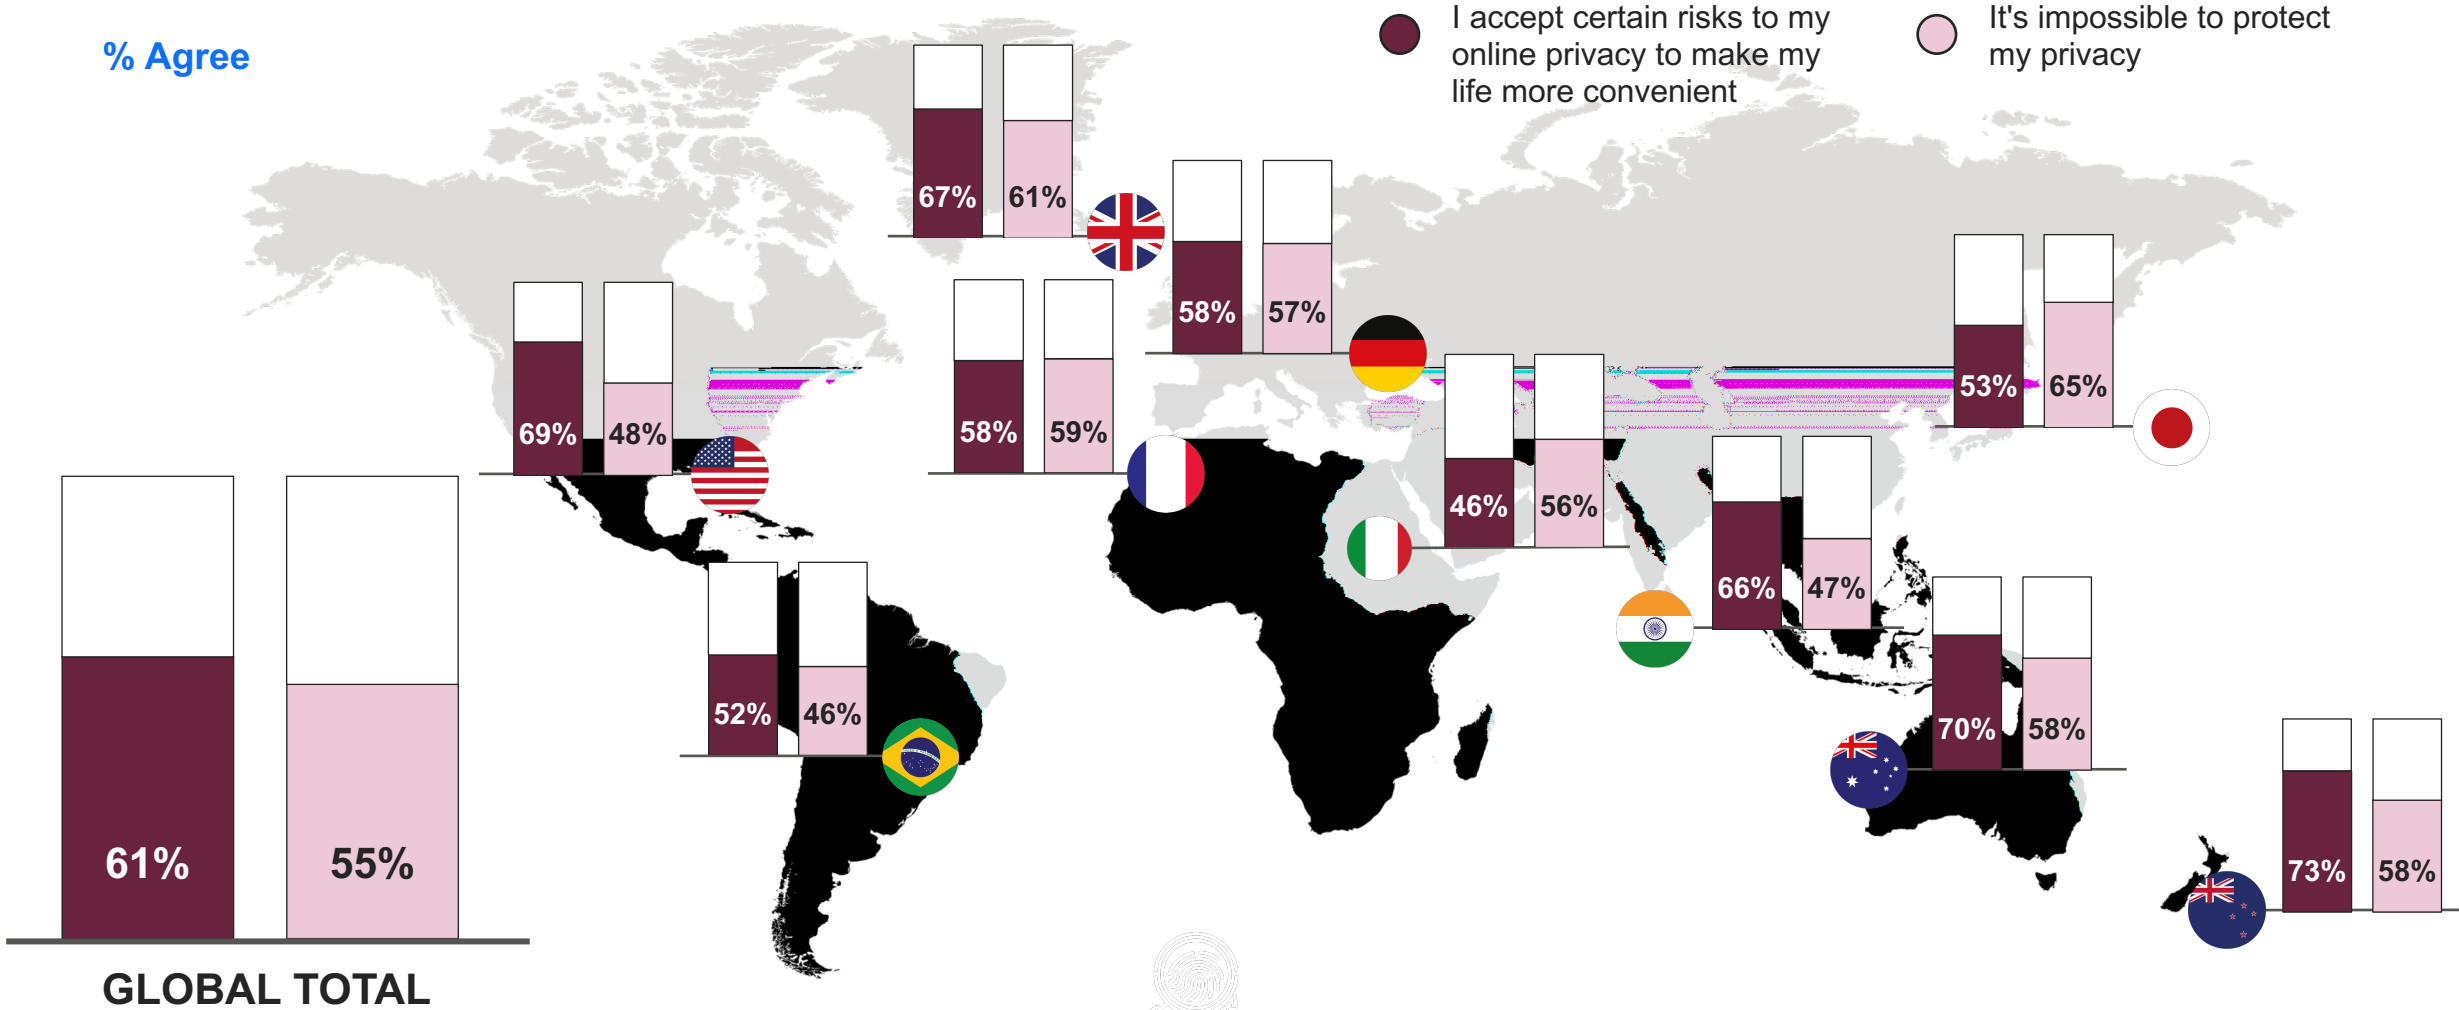 % Agree
I accept certain risks to my
online privacy to make my
life more convenient
It's impossible to protect
my privacy
67% 61%
58% 57%
69% 48%
58% 59%
53% 65%
46% 56%
66% 47%
52% 46%
70% 58%
73% 58%
61% 55%
GLOBAL TOTAL